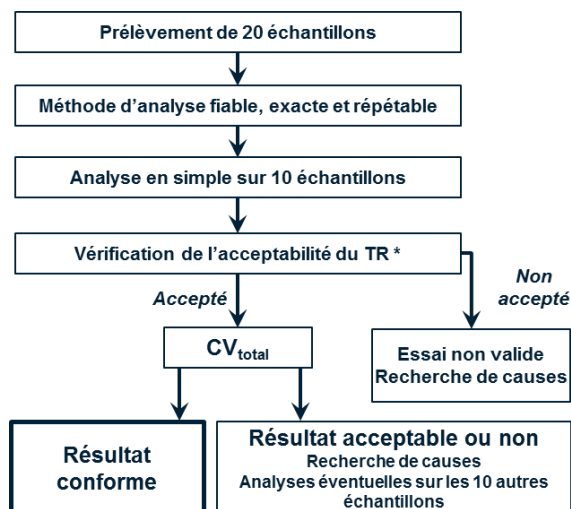 Prélèvement de 20 échantillons
Méthode d'analyse fiable, exacte et répétable
Analyse en simple sur 10 échantillons
Vérification de l'acceptabilité du TR *
Accepté
Non
accepté
CVtotal
Essai non valide
Recherche de causes
Résultat
conforme
Résultat acceptable ou non
Recherche de causes
Analyses éventuelles sur les 10 autres
échantillons